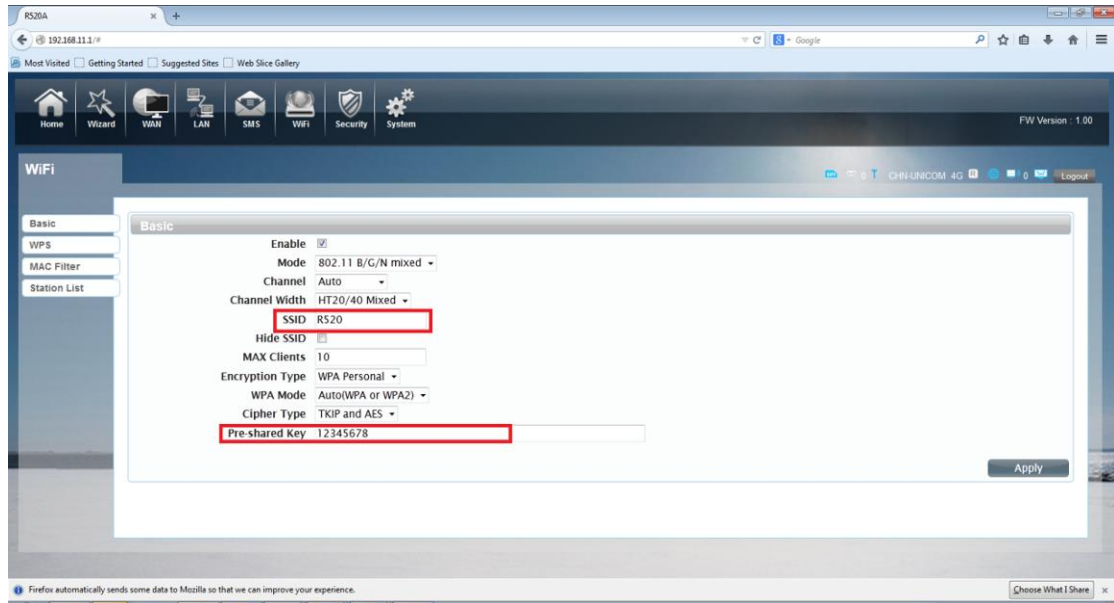 R520A
192.168.11.1/#
Google
Most Visited Getting Started Suggested Sites Web Slice Gallery
Home Wizard WAN LAN SMS WiFi Security System
FW Version : 1.00
WiFi
0 CHN-UNICOM 4G R 0 Logout
Basic
WPS
MAC Filter
Station List
Basic
Enable
Mode 802.11 B/G/N mixed
Channel Auto
Channel Width HT20/40 Mixed
SSID R520
Hide SSID
MAX Clients 10
Encryption Type WPA Personal
WPA Mode Auto(WPA or WPA2)
Cipher Type TKIP and AES
Pre-shared Key 12345678
Apply
Firefox automatically sends some data to Mozilla so that we can improve your experience.
Choose What I Share